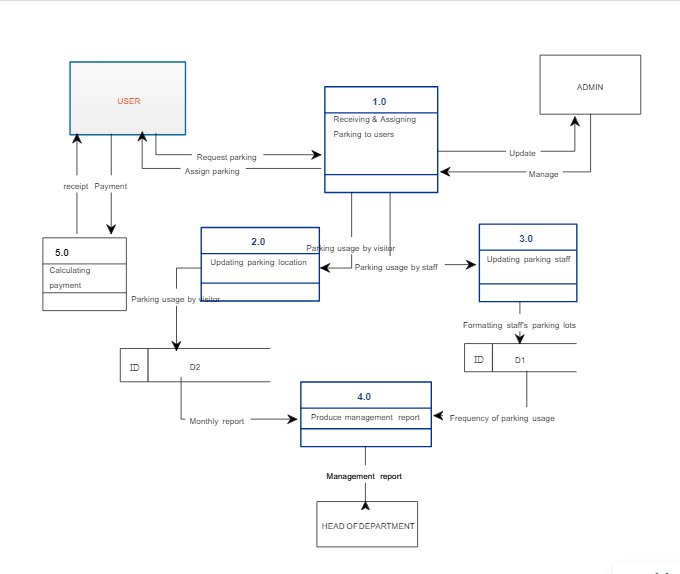 USER
ADMIN
1.0
Receiving & Assigning
Parking to users
Request parking
Assign parking
Update
Manage
receipt
Payment
5.0
Calculating
payment
2.0
Updating parking location
Parking usage by visitor
Parking usage by staff
3.0
Updating parking staff
Parking usage by visitor
Formatting staff's parking lots
ID
D2
ID
D1
4.0
Produce management report
Monthly report
Frequency of parking usage
Management report
HEAD OF DEPARTMENT